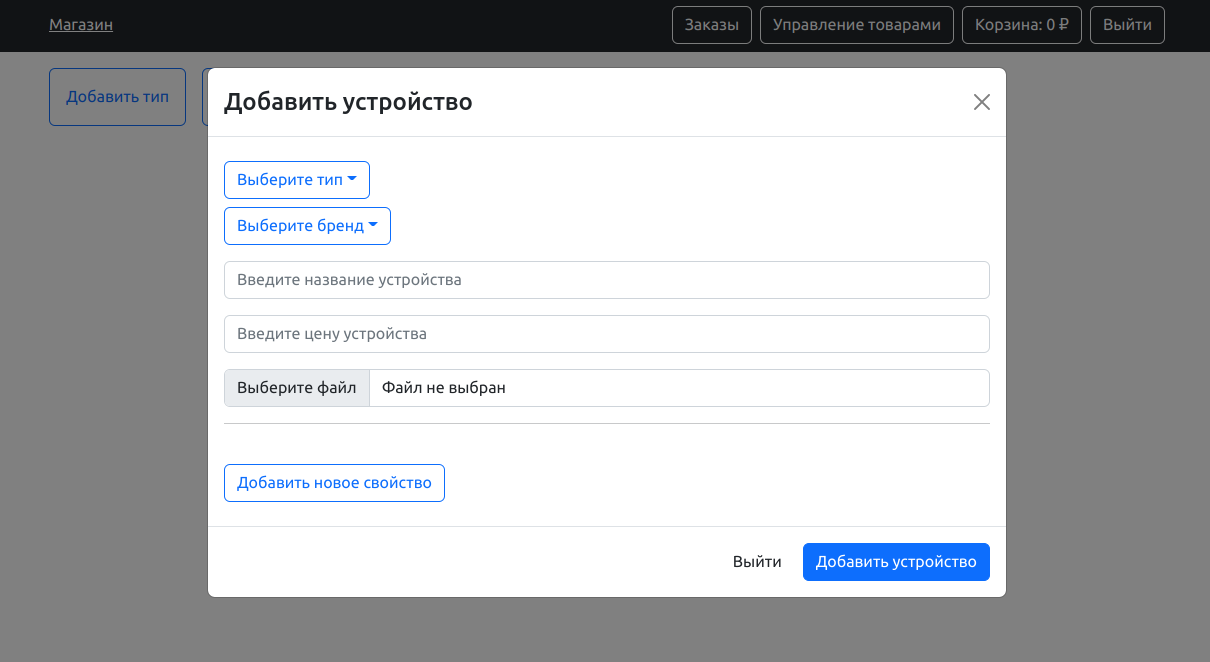 Магазин
Заказы
Управление товарами
Корзина: 0 ₽
Выйти
Добавить тип
Добавить устройство
Выберите тип
Выберите бренд
Введите название устройства
Введите цену устройства
Выберите файл Файл не выбран
Добавить новое свойство
Выйти
Добавить устройство